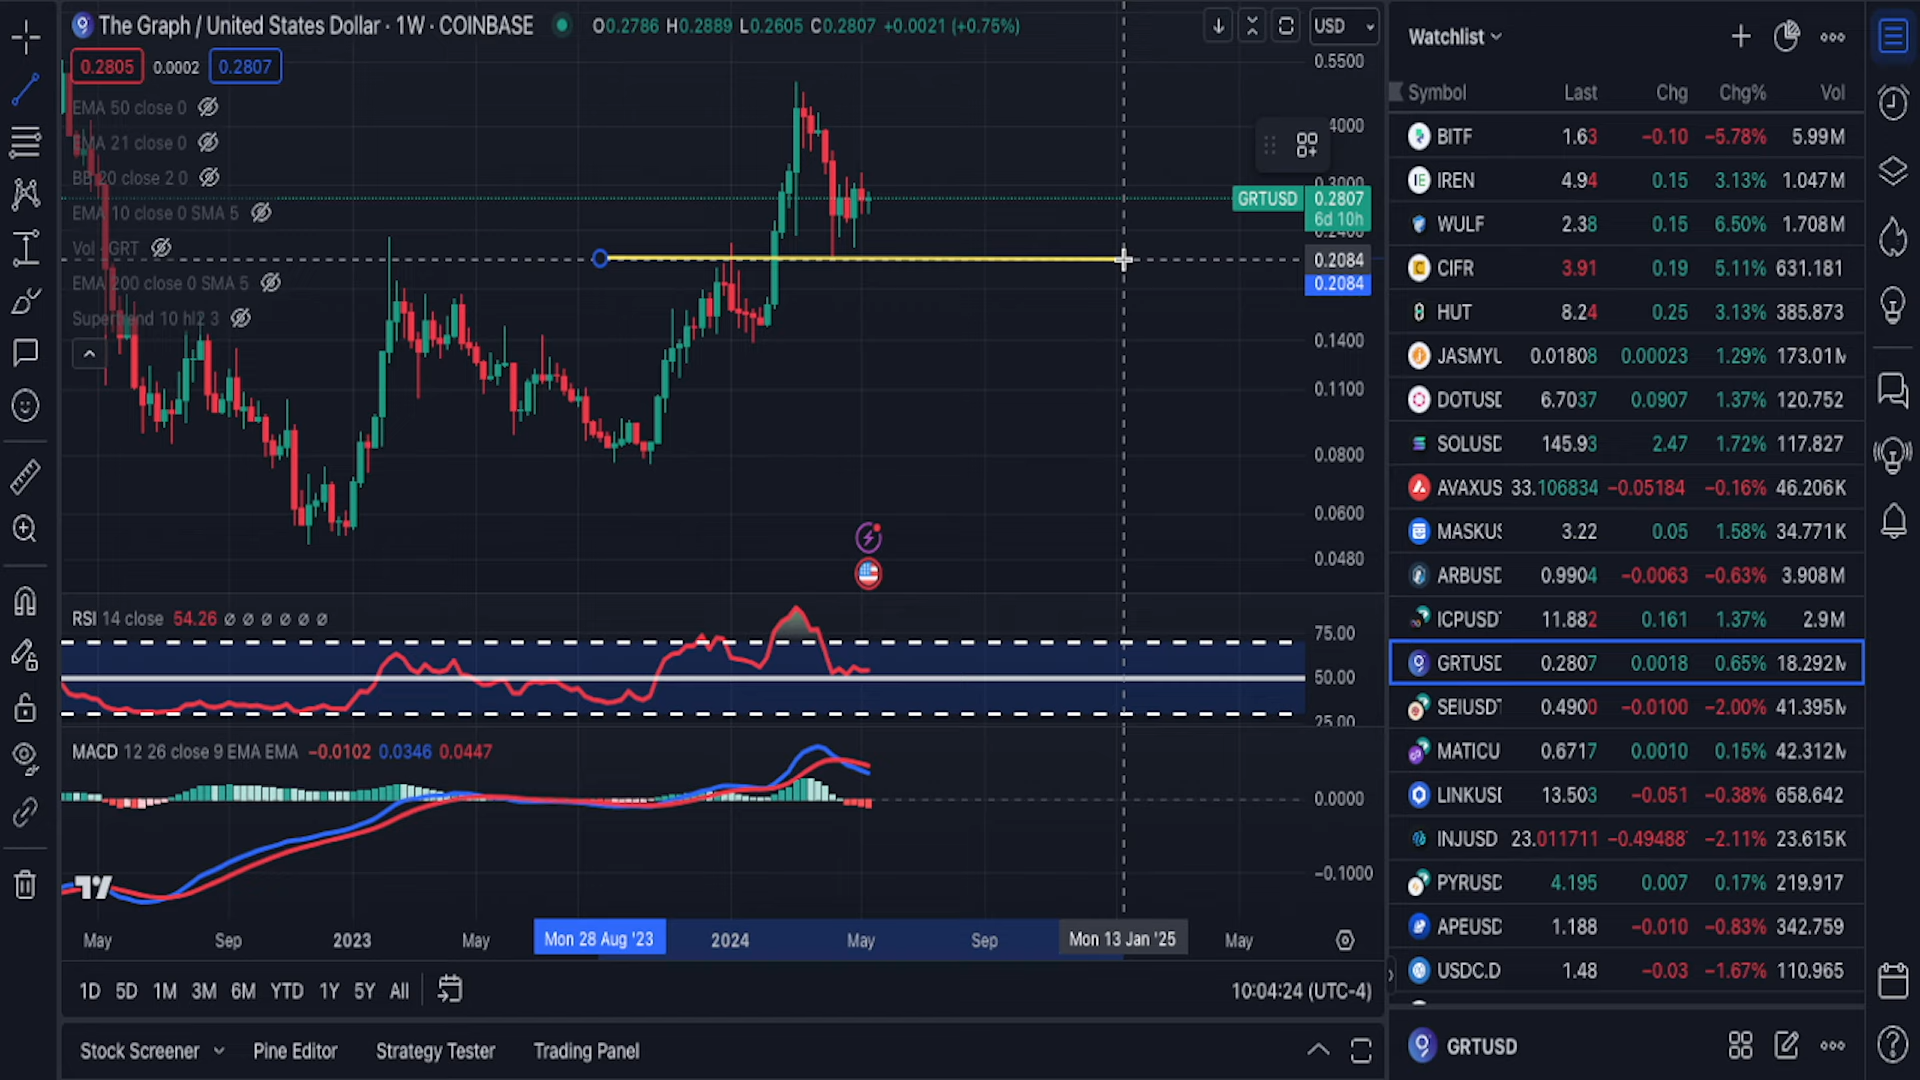 The Graph / United States Dollar · 1W · COINBASE O0.2786 H0.2889 L0.2605 C0.2807 +0.0021 (+0.75%) USD
0.2805 0.0002 0.2807
EMA 50 close 0
EMA 21 close 0
BB 20 close 2 0
EMA 10 close 0 SMA 5
Vol · GRT
EMA 200 close 0 SMA 5
Supertrend 10 hl2 3
0.5500
0.3000
GRTUSD 0.2807
6d 10h
0.2400
0.2084
0.2084
0.1400
0.1100
0.0800
0.0600
0.0480
RSI 14 close 54.26 ∅ ∅ ∅ ∅ ∅ ∅
75.00
50.00
25.00
MACD 12 26 close 9 EMA EMA −0.0102 0.0346 0.0447
0.0000
−0.1000
May Sep 2023 May Mon 28 Aug '23 2024 May Sep Mon 13 Jan '25 May
1D 5D 1M 3M 6M YTD 1Y 5Y All 10:04:24 (UTC-4)
Stock Screener Pine Editor Strategy Tester Trading Panel
Watchlist
Symbol Last Chg Chg% Vol
BITF 1.63 −0.10 −5.78% 5.99M
IREN 4.94 0.15 3.13% 1.047M
WULF 2.38 0.15 6.50% 1.708M
CIFR 3.91 0.19 5.11% 631.181
HUT 8.24 0.25 3.13% 385.873
JASMYU 0.01808 0.00023 1.29% 173.01M
DOTUSD 6.7037 0.0907 1.37% 120.752
SOLUSD 145.93 2.47 1.72% 117.827
AVAXUS 33.106834 −0.05184 −0.16% 46.206K
MASKUS 3.22 0.05 1.58% 34.771K
ARBUSD 0.9904 −0.0063 −0.63% 3.908M
ICPUSDT 11.882 0.161 1.37% 2.9M
GRTUSD 0.2807 0.0018 0.65% 18.292M
SEIUSDT 0.4900 −0.0100 −2.00% 41.395M
MATICU 0.6717 0.0010 0.15% 42.312M
LINKUSD 13.503 −0.051 −0.38% 658.642
INJUSD 23.011711 −0.49488 −2.11% 23.615K
PYRUSD 4.195 0.007 0.17% 219.917
APEUSD 1.188 −0.010 −0.83% 342.759
USDC.D 1.48 −0.03 −1.67% 110.965
GRTUSD